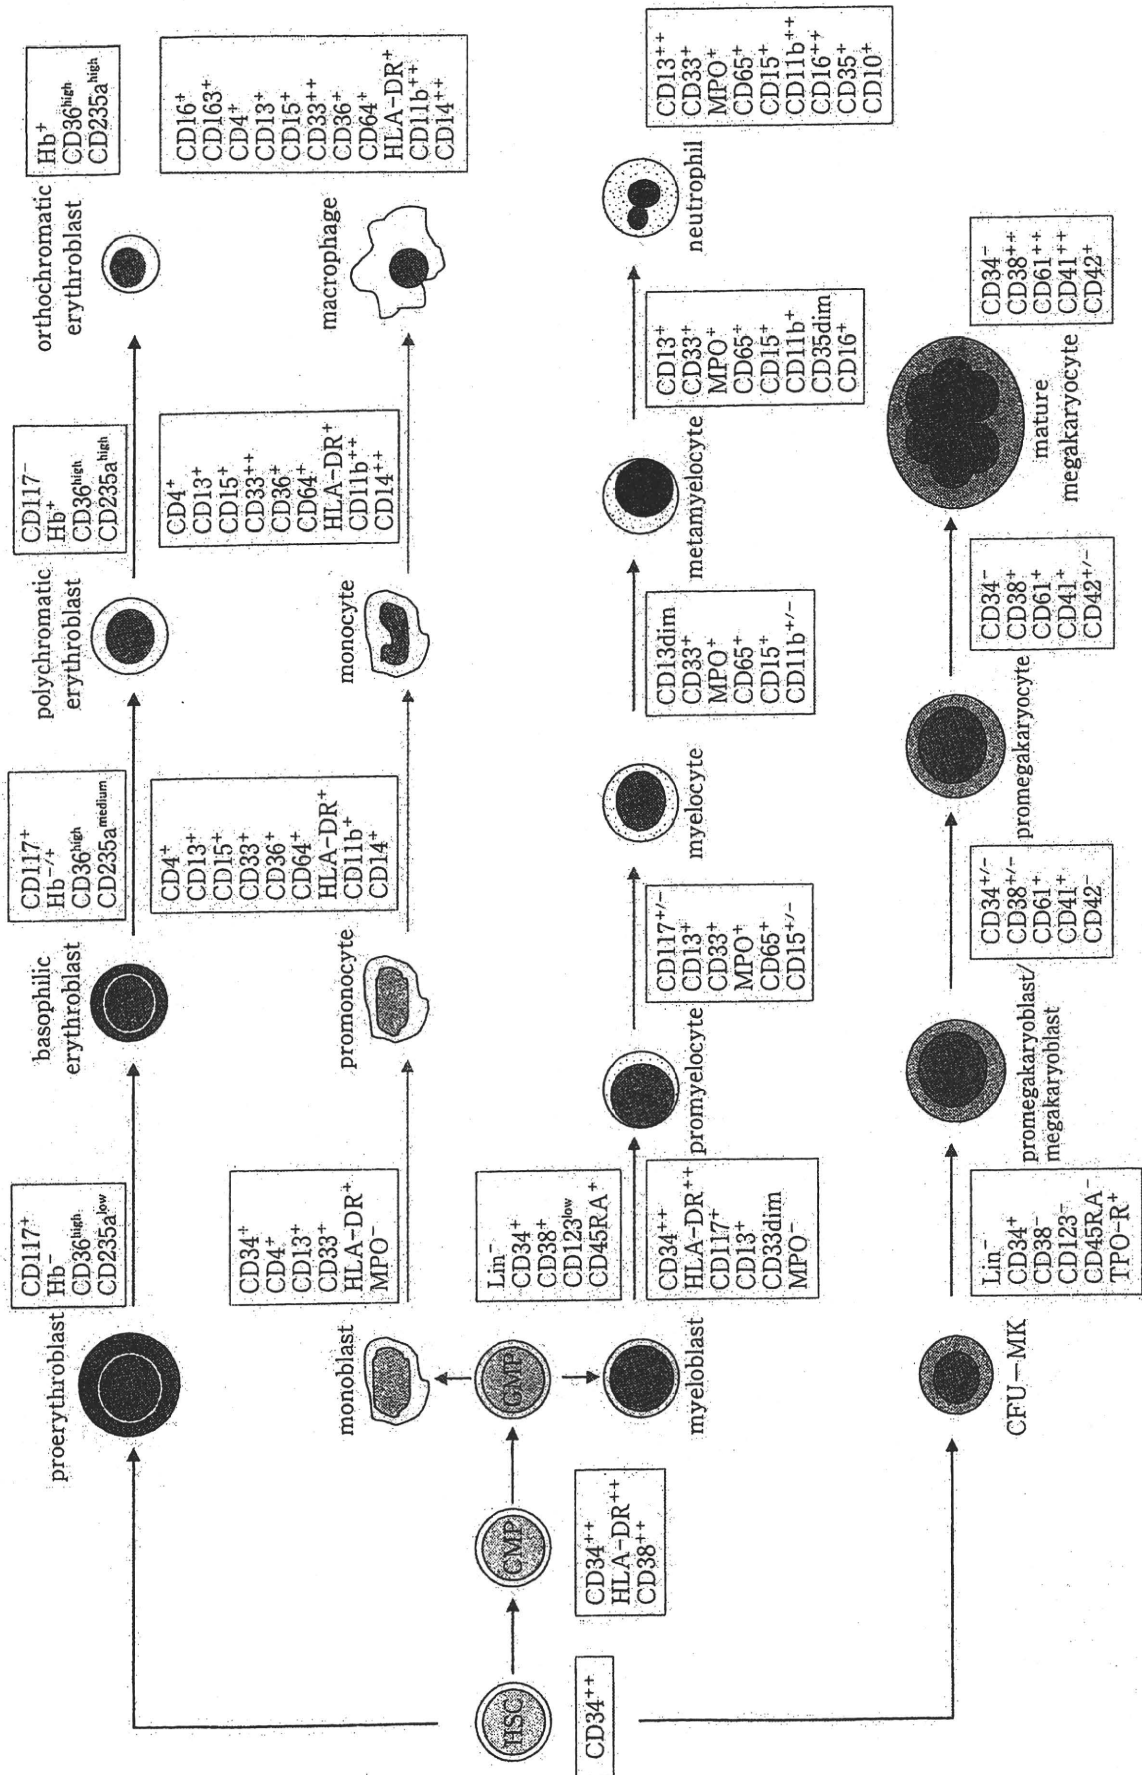 HSC
CD34++
CMP
CD34++
HLA-DR++
CD38++
GMP
Lin-
CD34+
CD38+
CD123low
CD45RA+
proerythroblast
CD117+
Hb-
CD36high
CD235alow
basophilic
erythroblast
CD117+
Hb-/+
CD36high
CD235amedium
polychromatic
erythroblast
CD117-
Hb+
CD36high
CD235ahigh
orthochromatic
erythroblast
Hb+
CD36high
CD235ahigh
monoblast
CD34+
CD4+
CD13+
CD33+
HLA-DR+
MPO-
promonocyte
CD4+
CD13+
CD15+
CD33+
CD36+
CD64+
HLA-DR+
CD11b+
CD14+
monocyte
CD4+
CD13+
CD15+
CD33++
CD36+
CD64+
HLA-DR+
CD11b++
CD14++
macrophage
CD16+
CD163+
CD4+
CD13+
CD15+
CD33++
CD36+
CD64+
HLA-DR+
CD11b++
CD14++
myeloblast
CD34++
HLA-DR++
CD117+
CD13+
CD33dim
MPO-
promyelocyte
CD117+/-
CD13+
CD33+
MPO+
CD65+
CD15+/-
myelocyte
CD13dim
CD33+
MPO+
CD65+
CD15+
CD11b+/-
metamyelocyte
CD13+
CD33+
MPO+
CD65+
CD15+
CD11b+
CD35dim
CD16+
neutrophil
CD13++
CD33+
MPO+
CD65+
CD15+
CD11b++
CD16++
CD35+
CD10+
CFU-MK
Lin-
CD34+
CD38-
CD123-
CD45RA-
TPO-R+
promegakaryoblast/
megakaryoblast
CD34+/-
CD38+/-
CD61+
CD41+
CD42-
promegakaryocyte
CD34-
CD38+
CD61+
CD41+
CD42+/-
mature
megakaryocyte
CD34-
CD38++
CD61++
CD41++
CD42+